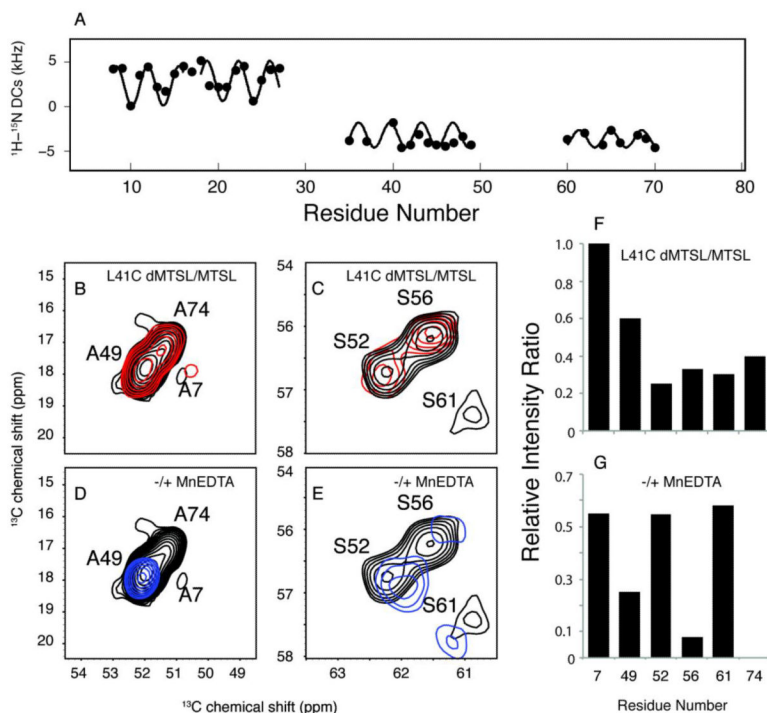 A
¹H–¹⁵N DCs (kHz)
5
0
−5
10 20 30 40 50 60 70 80
Residue Number
B
L41C dMTSL/MTSL
A74
A49
A7
15
16
17
18
19
20
C
L41C dMTSL/MTSL
S56
S52
S61
54
56
57
58
D
-/+ MnEDTA
A74
A49
A7
15
16
17
18
19
20
54 53 52 51 50 49
E
-/+ MnEDTA
S56
S52
S61
54
56
57
58
63 62 61
¹³C chemical shift (ppm)
¹³C chemical shift (ppm)
F
L41C dMTSL/MTSL
1.0
0.8
0.6
0.4
0.2
0
G
-/+ MnEDTA
0.7
0.5
0.3
0.1
0
7 49 52 56 61 74
Relative Intensity Ratio
Residue Number